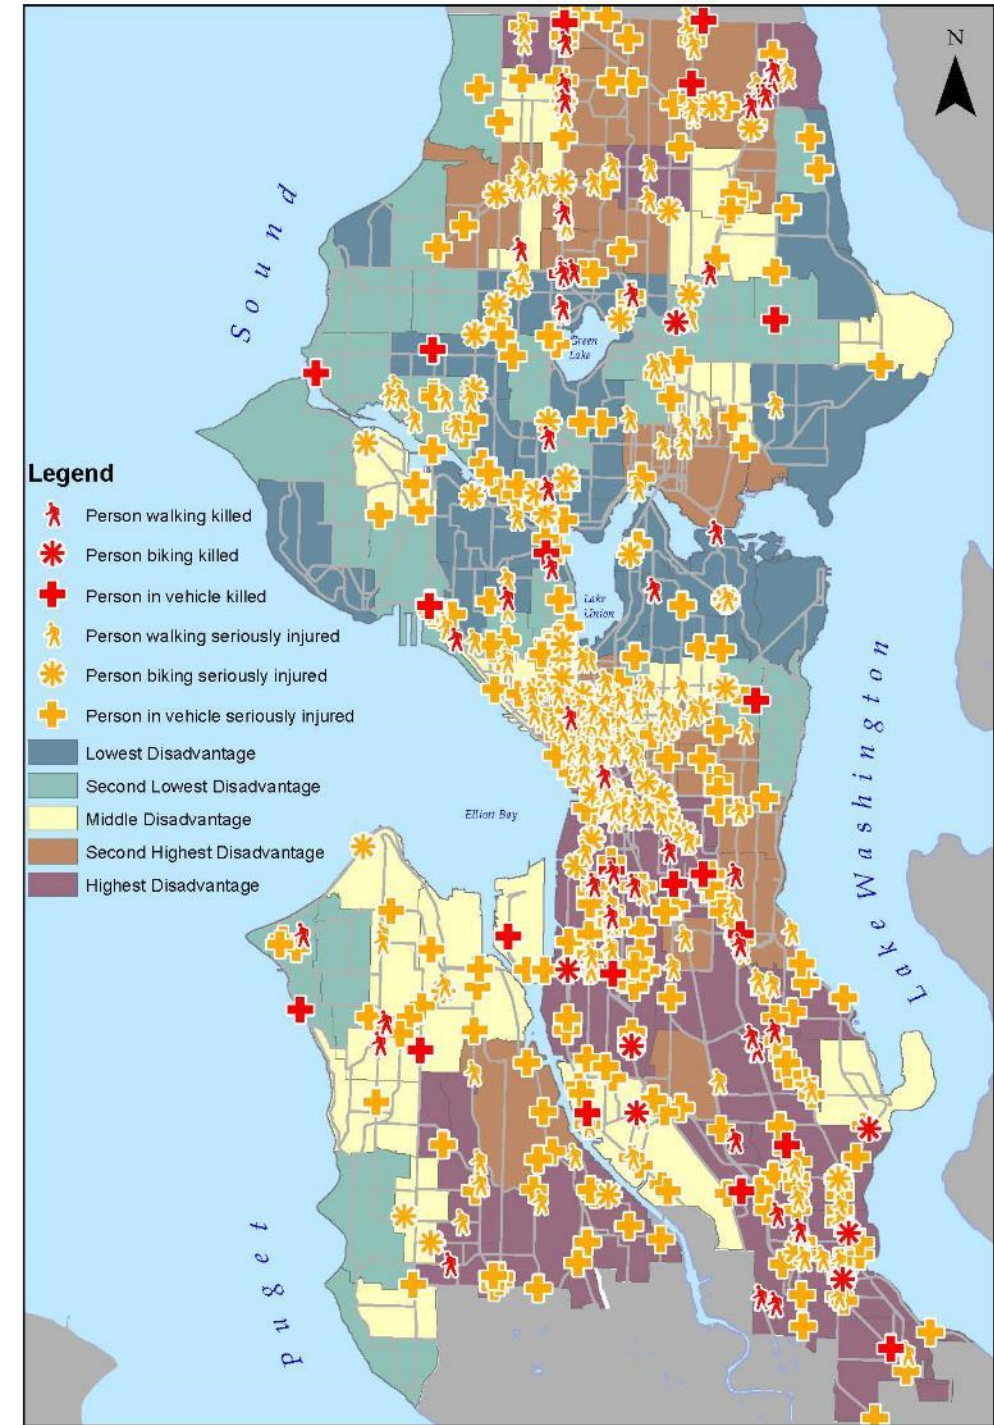 N
Sound
Green
Lake
Legend
Person walking killed
Person biking killed
Person in vehicle killed
Person walking seriously injured
Person biking seriously injured
Person in vehicle seriously injured
Lowest Disadvantage
Second Lowest Disadvantage
Middle Disadvantage
Second Highest Disadvantage
Highest Disadvantage
Lake
Union
Elliott Bay
Lake Washington
Puget